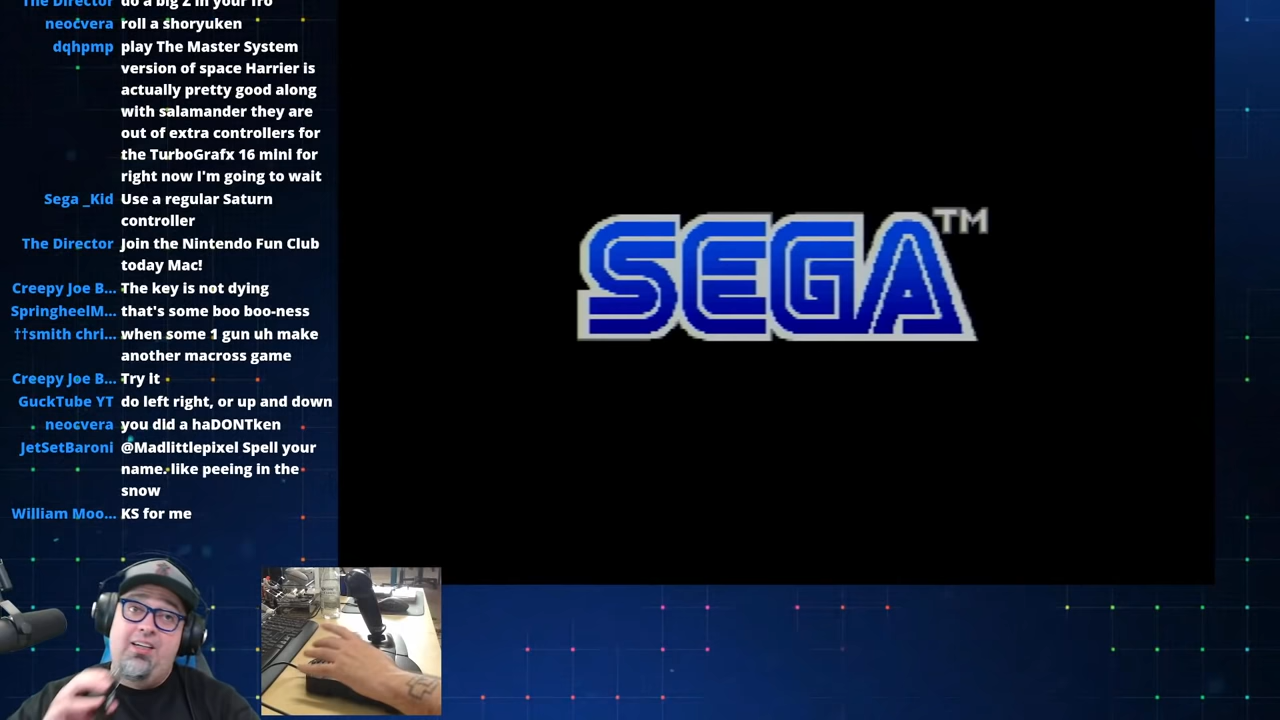 The Director do a big Z in your fro
neocvera roll a shoryuken
dqhpmp play The Master System
version of space Harrier is
actually pretty good along
with salamander they are
out of extra controllers for
the TurboGrafx 16 mini for
right now I'm going to wait
Sega _Kid Use a regular Saturn
controller
The Director Join the Nintendo Fun Club
today Mac!
Creepy Joe B... The key is not dying
SpringheelM... that's some boo boo-ness
††smith chri... when some 1 gun uh make
another macross game
Creepy Joe B... Try it
GuckTube YT do left right, or up and down
neocvera you did a haDONTken
JetSetBaroni @Madlittlepixel Spell your
name. like peeing in the
snow
William Moo... KS for me
SEGA™